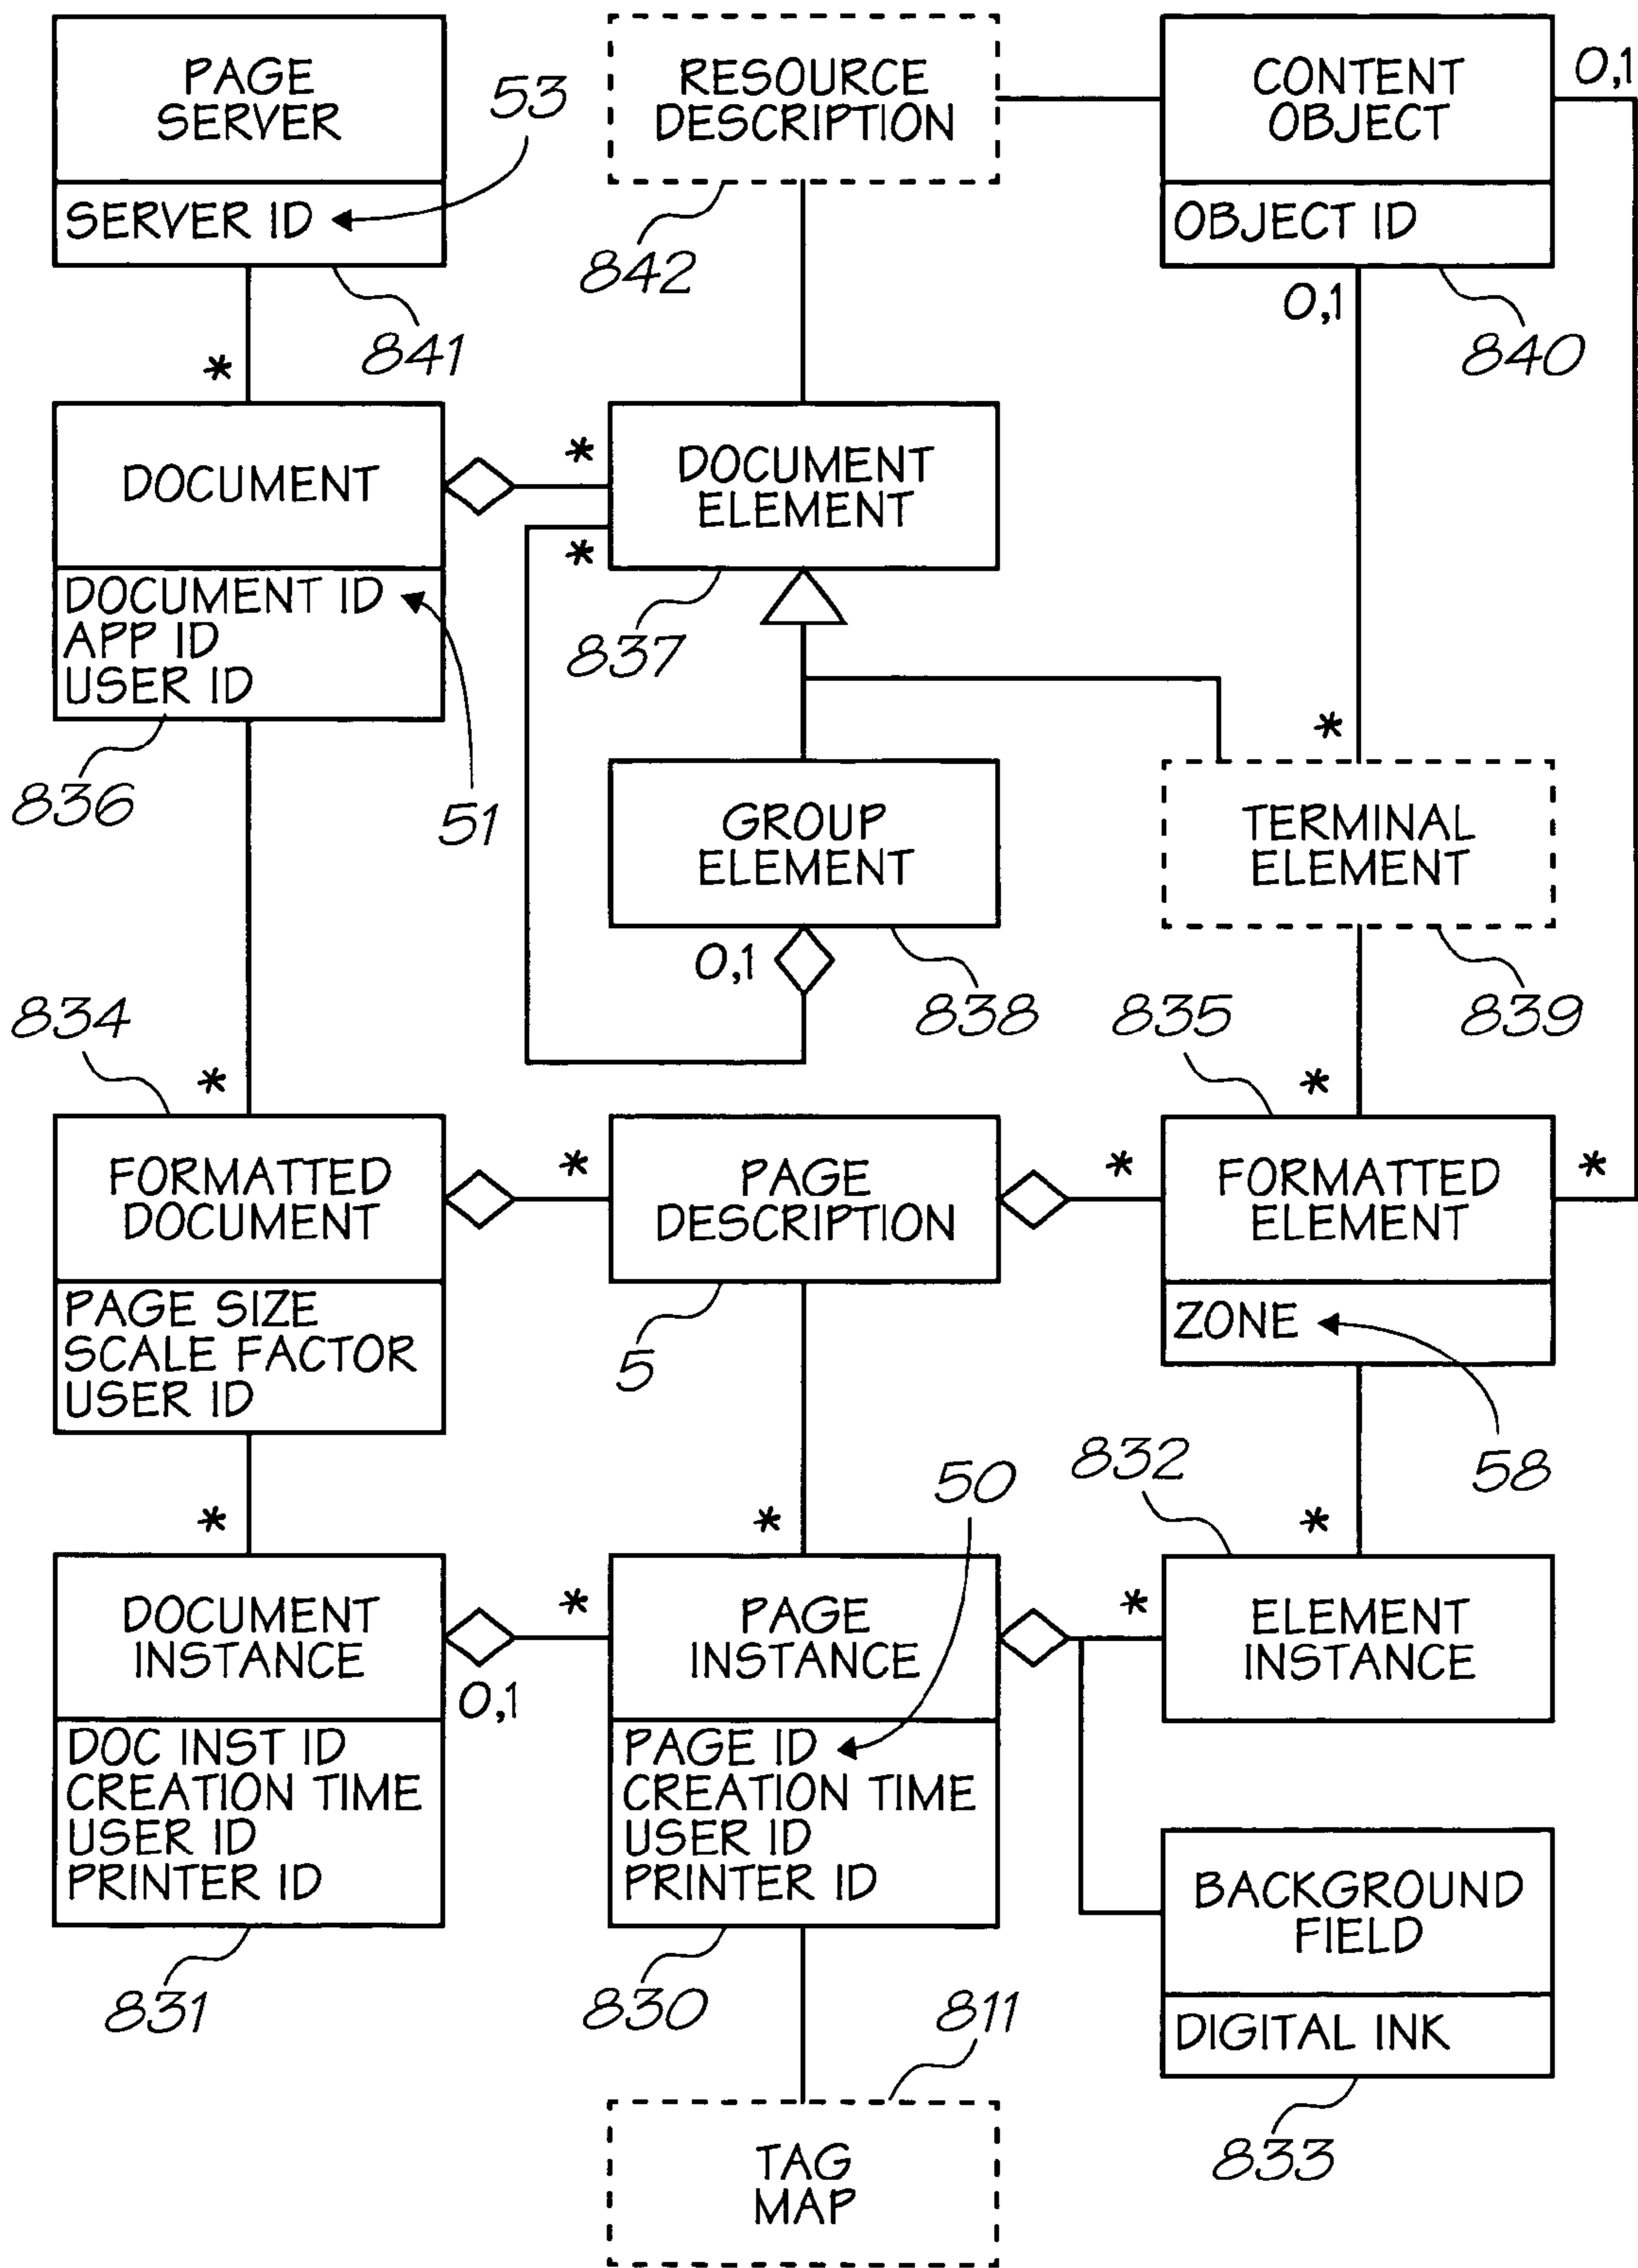 PAGE
SERVER
SERVER ID
53
841
RESOURCE
DESCRIPTION
842
CONTENT
OBJECT
OBJECT ID
0,1
0,1
840
*
DOCUMENT
DOCUMENT ID
APP ID
USER ID
836
51
*
*
DOCUMENT
ELEMENT
837
GROUP
ELEMENT
0,1
838
*
TERMINAL
ELEMENT
839
834
*
FORMATTED
DOCUMENT
PAGE SIZE
SCALE FACTOR
USER ID
*
PAGE
DESCRIPTION
5
835
*
*
*
FORMATTED
ELEMENT
ZONE
58
*
DOCUMENT
INSTANCE
DOC INST ID
CREATION TIME
USER ID
PRINTER ID
831
0,1
*
*
50
PAGE
INSTANCE
PAGE ID
CREATION TIME
USER ID
PRINTER ID
830
832
*
*
ELEMENT
INSTANCE
BACKGROUND
FIELD
DIGITAL INK
833
811
TAG
MAP